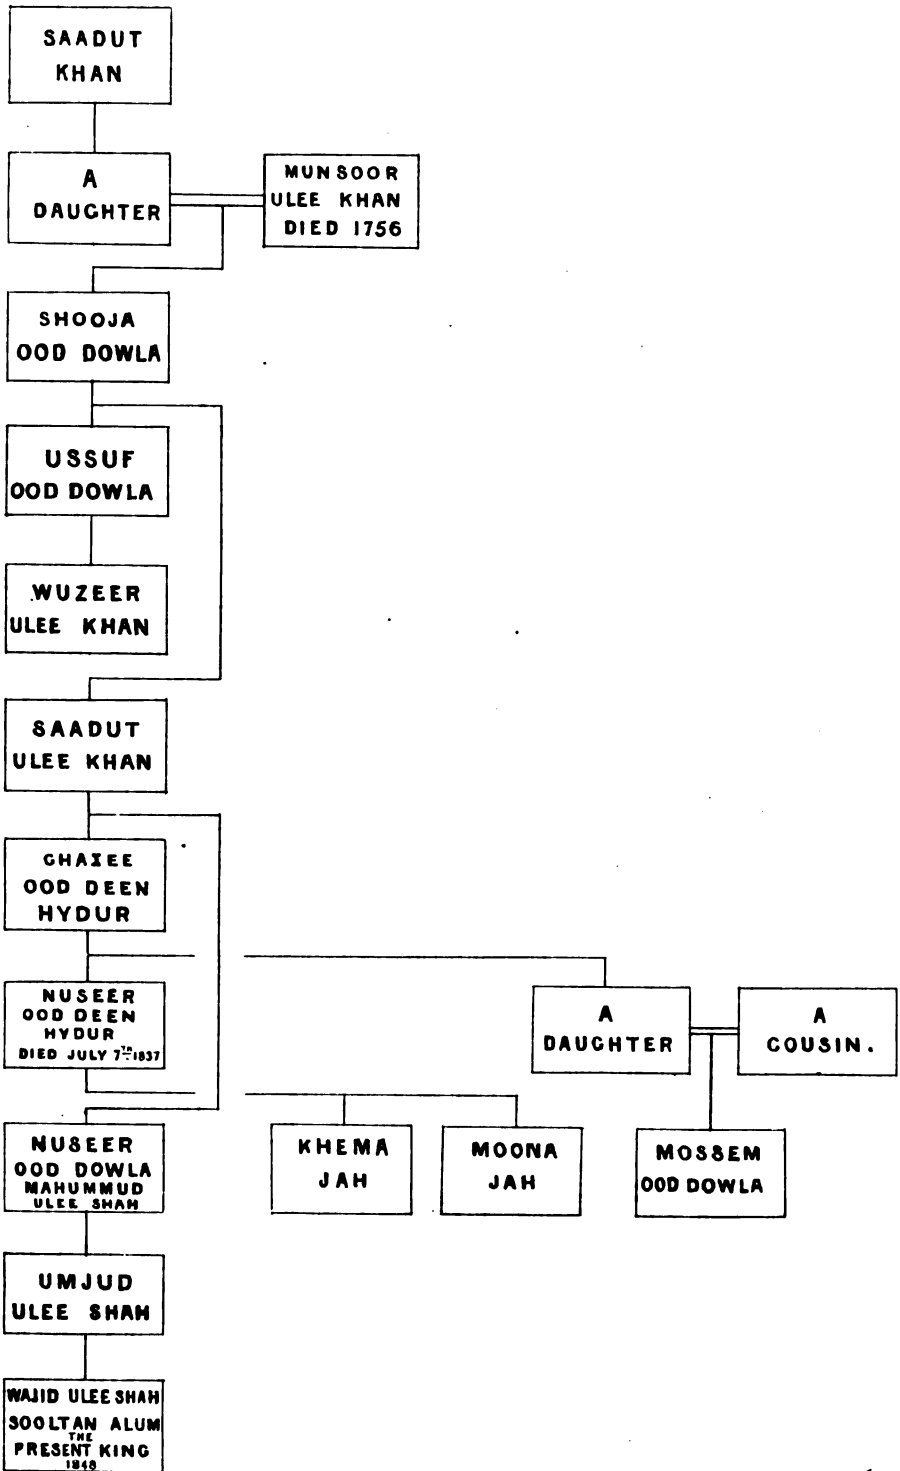 SAADUT
KHAN
A
DAUGHTER
MUNSOOR
ULEE KHAN
DIED 1756
SHOOJA
OOD DOWLA
USSUF
OOD DOWLA
WUZEER
ULEE KHAN
SAADUT
ULEE KHAN
GHAZEE
OOD DEEN
HYDUR
NUSEER
OOD DEEN
HYDUR
DIED JULY 7TH 1837
A
DAUGHTER
A
COUSIN.
NUSEER
OOD DOWLA
MAHUMMUD
ULEE SHAH
KHEMA
JAH
MOONA
JAH
MOSSEM
OOD DOWLA
UMJUD
ULEE SHAH
WAJID ULEE SHAH
SOOLTAN ALUM
THE
PRESENT KING
1848